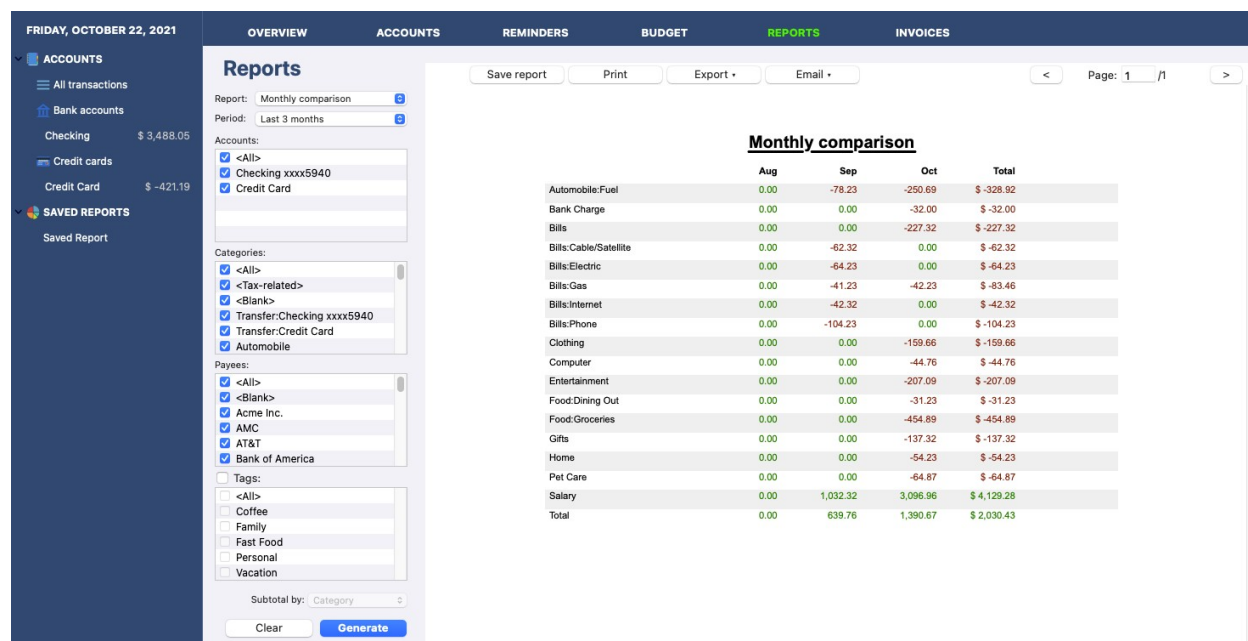 FRIDAY, OCTOBER 22, 2021
OVERVIEW ACCOUNTS REMINDERS BUDGET REPORTS INVOICES
ACCOUNTS
All transactions
Bank accounts
Checking $ 3,488.05
Credit cards
Credit Card $ -421.19
SAVED REPORTS
Saved Report
Reports
Report: Monthly comparison
Period: Last 3 months
Accounts:
<All>
Checking xxxx5940
Credit Card
Categories:
<All>
<Tax-related>
<Blank>
Transfer:Checking xxxx5940
Transfer:Credit Card
Automobile
Payees:
<All>
<Blank>
Acme Inc.
AMC
AT&T
Bank of America
Tags:
<All>
Coffee
Family
Fast Food
Personal
Vacation
Subtotal by: Category
Clear Generate
Save report Print Export Email < Page: 1 /1 >
Monthly comparison
Aug Sep Oct Total
Automobile:Fuel 0.00 -78.23 -250.69 $ -328.92
Bank Charge 0.00 0.00 -32.00 $ -32.00
Bills 0.00 0.00 -227.32 $ -227.32
Bills:Cable/Satellite 0.00 -62.32 0.00 $ -62.32
Bills:Electric 0.00 -64.23 0.00 $ -64.23
Bills:Gas 0.00 -41.23 -42.23 $ -83.46
Bills:Internet 0.00 -42.32 0.00 $ -42.32
Bills:Phone 0.00 -104.23 0.00 $ -104.23
Clothing 0.00 0.00 -159.66 $ -159.66
Computer 0.00 0.00 -44.76 $ -44.76
Entertainment 0.00 0.00 -207.09 $ -207.09
Food:Dining Out 0.00 0.00 -31.23 $ -31.23
Food:Groceries 0.00 0.00 -454.89 $ -454.89
Gifts 0.00 0.00 -137.32 $ -137.32
Home 0.00 0.00 -54.23 $ -54.23
Pet Care 0.00 0.00 -64.87 $ -64.87
Salary 0.00 1,032.32 3,096.96 $ 4,129.28
Total 0.00 639.76 1,390.67 $ 2,030.43